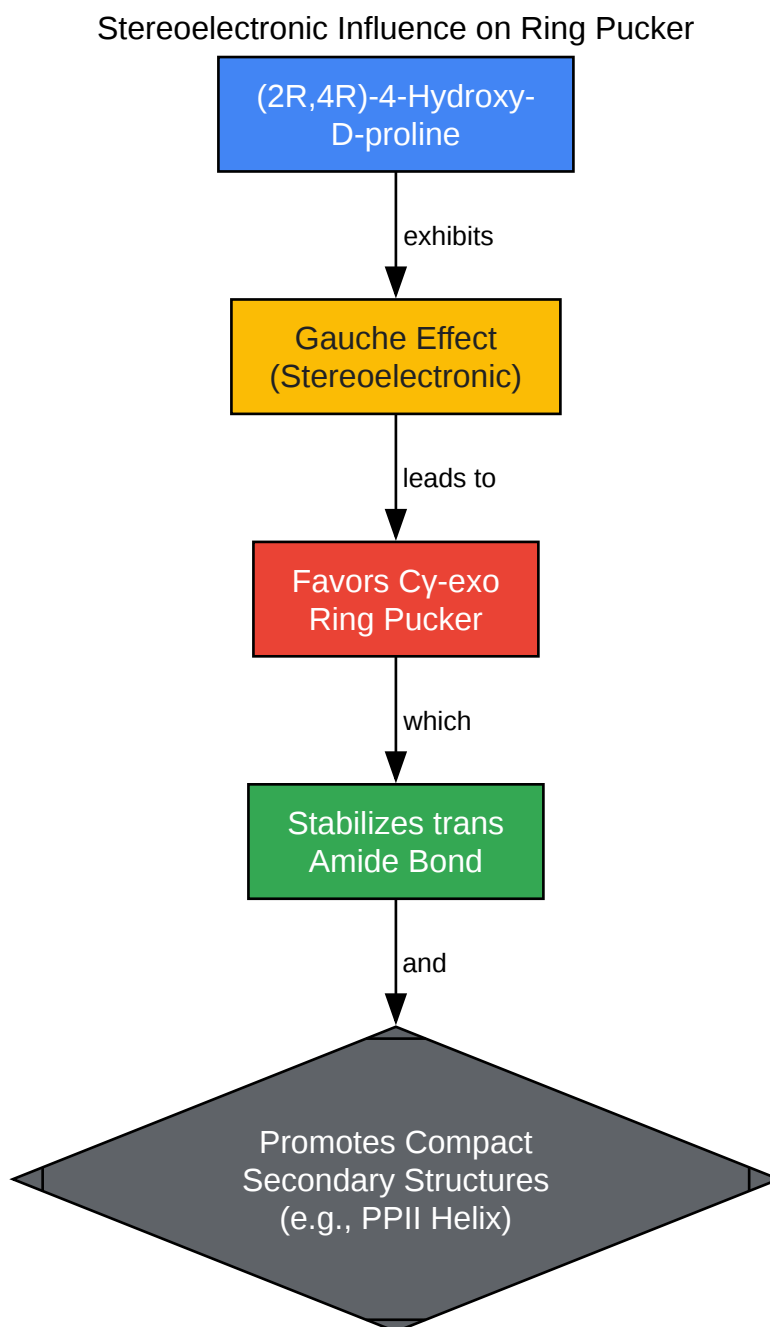 Stereoelectronic Influence on Ring Pucker
(2R,4R)-4-Hydroxy-
D-proline
exhibits
Gauche Effect
(Stereoelectronic)
leads to
Favors Cγ-exo
Ring Pucker
which
Stabilizes trans
Amide Bond
and
Promotes Compact
Secondary Structures
(e.g., PPII Helix)